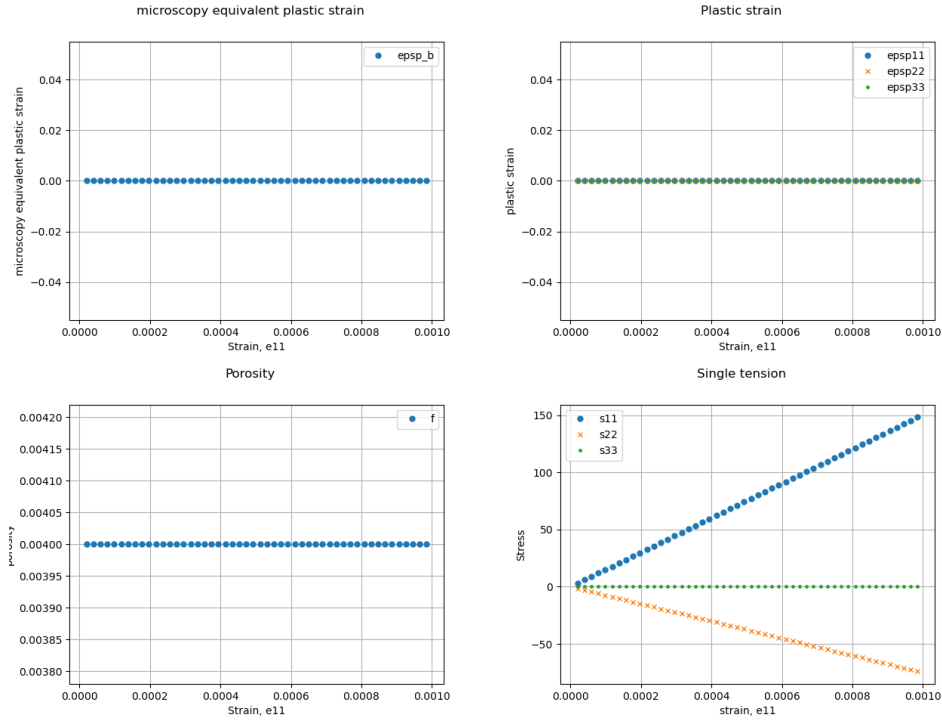 microscopy equivalent plastic strain
microscopy equivalent plastic strain
0.04
0.02
0.00
−0.02
−0.04
epsp_b
0.0000 0.0002 0.0004 0.0006 0.0008 0.0010
Strain, e11
Plastic strain
plastic strain
0.04
0.02
0.00
−0.02
−0.04
epsp11
epsp22
epsp33
0.0000 0.0002 0.0004 0.0006 0.0008 0.0010
Strain, e11
Porosity
porosity
0.00420
0.00415
0.00410
0.00405
0.00400
0.00395
0.00390
0.00385
0.00380
f
0.0000 0.0002 0.0004 0.0006 0.0008 0.0010
Strain, e11
Single tension
Stress
150
100
50
0
−50
s11
s22
s33
0.0000 0.0002 0.0004 0.0006 0.0008 0.0010
strain, e11